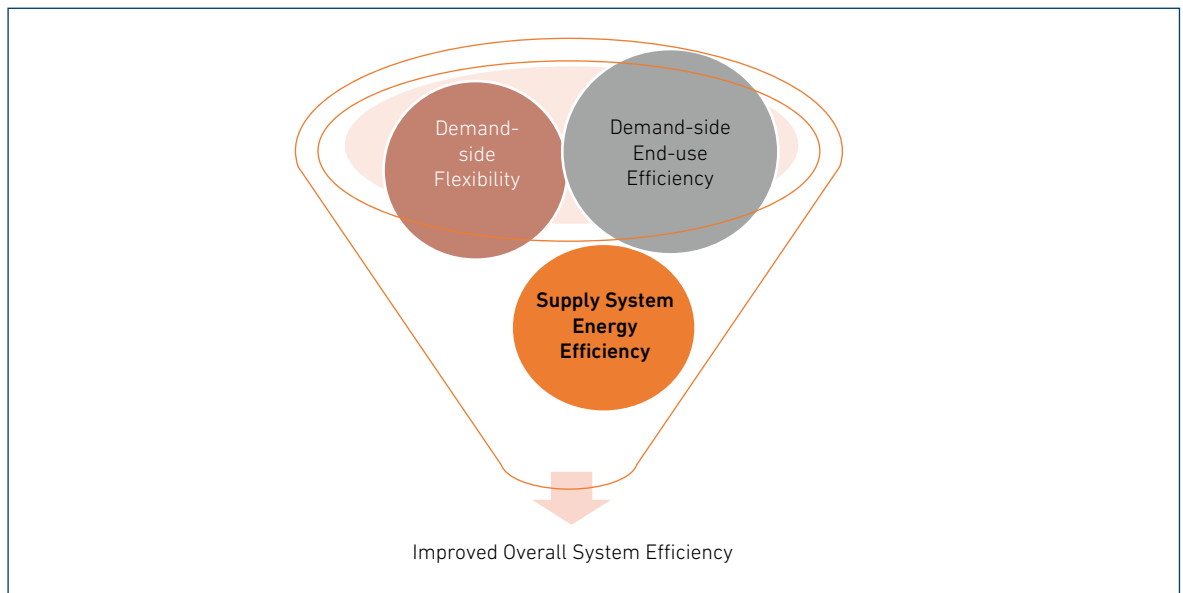 Demand-
side
Flexibility
Demand-side
End-use
Efficiency
Supply System
Energy
Efficiency
Improved Overall System Efficiency